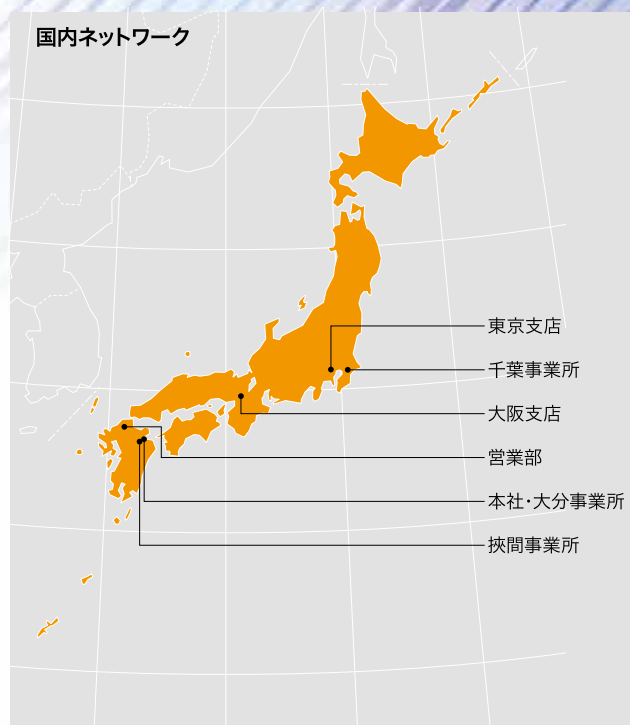 国内ネットワーク
東京支店
千葉事業所
大阪支店
営業部
本社・大分事業所
挾間事業所